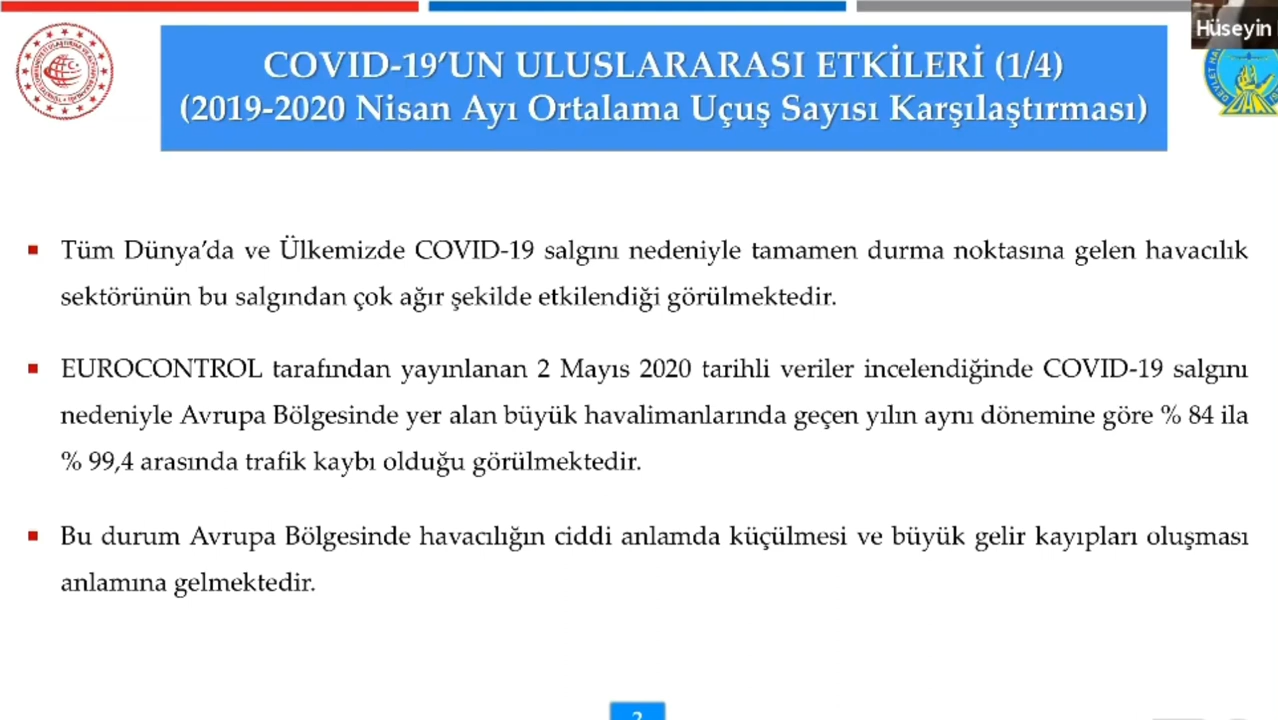 Hüseyin
COVID-19’UN ULUSLARARASI ETKİLERİ (1/4)
(2019-2020 Nisan Ayı Ortalama Uçuş Sayısı Karşılaştırması)
Tüm Dünya’da ve Ülkemizde COVID-19 salgını nedeniyle tamamen durma noktasına gelen havacılık
sektörünün bu salgından çok ağır şekilde etkilendiği görülmektedir.
EUROCONTROL tarafından yayınlanan 2 Mayıs 2020 tarihli veriler incelendiğinde COVID-19 salgını
nedeniyle Avrupa Bölgesinde yer alan büyük havalimanlarında geçen yılın aynı dönemine göre % 84 ila
% 99,4 arasında trafik kaybı olduğu görülmektedir.
Bu durum Avrupa Bölgesinde havacılığın ciddi anlamda küçülmesi ve büyük gelir kayıpları oluşması
anlamına gelmektedir.
2